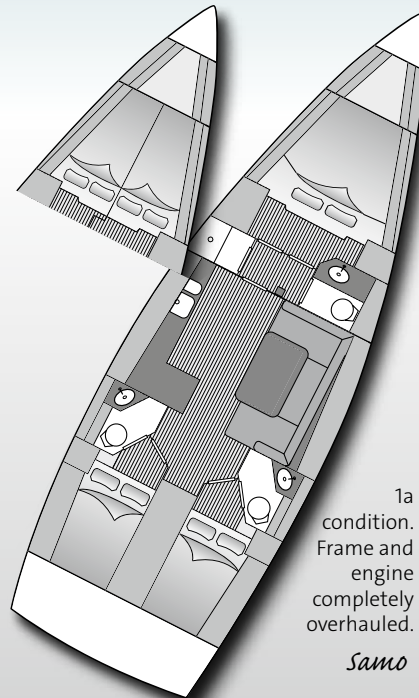 1a
condition.
Frame and
engine
completely
overhauled.
Samo